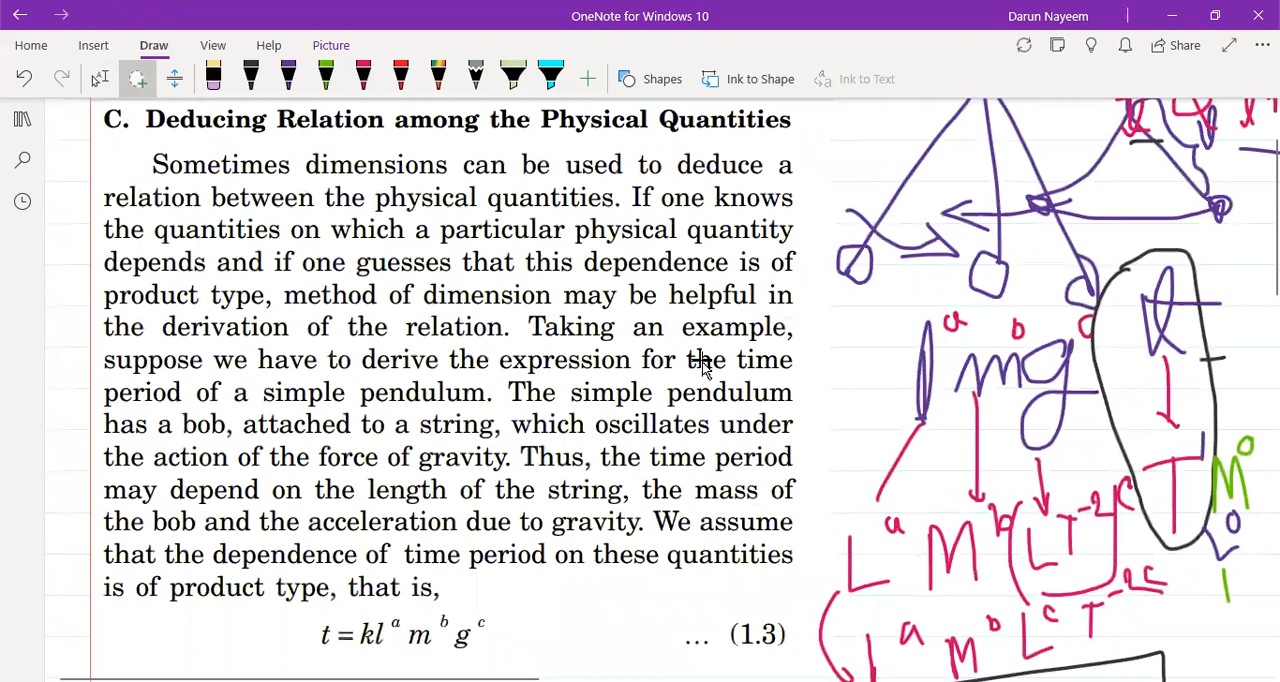 OneNote for Windows 10
Darun Nayeem
Home Insert Draw View Help Picture
Share
Shapes Ink to Shape Ink to Text
C. Deducing Relation among the Physical Quantities
Sometimes dimensions can be used to deduce a
relation between the physical quantities. If one knows
the quantities on which a particular physical quantity
depends and if one guesses that this dependence is of
product type, method of dimension may be helpful in
the derivation of the relation. Taking an example,
suppose we have to derive the expression for the time
period of a simple pendulum. The simple pendulum
has a bob, attached to a string, which oscillates under
the action of the force of gravity. Thus, the time period
may depend on the length of the string, the mass of
the bob and the acceleration due to gravity. We assume
that the dependence of time period on these quantities
is of product type, that is,
t = kl^a m^b g^c ... (1.3)
l^a m^b g^c t
L^a M^b (LT^-2)^c T^1 M^0 L^0
L^a M^b L^c T^-2c